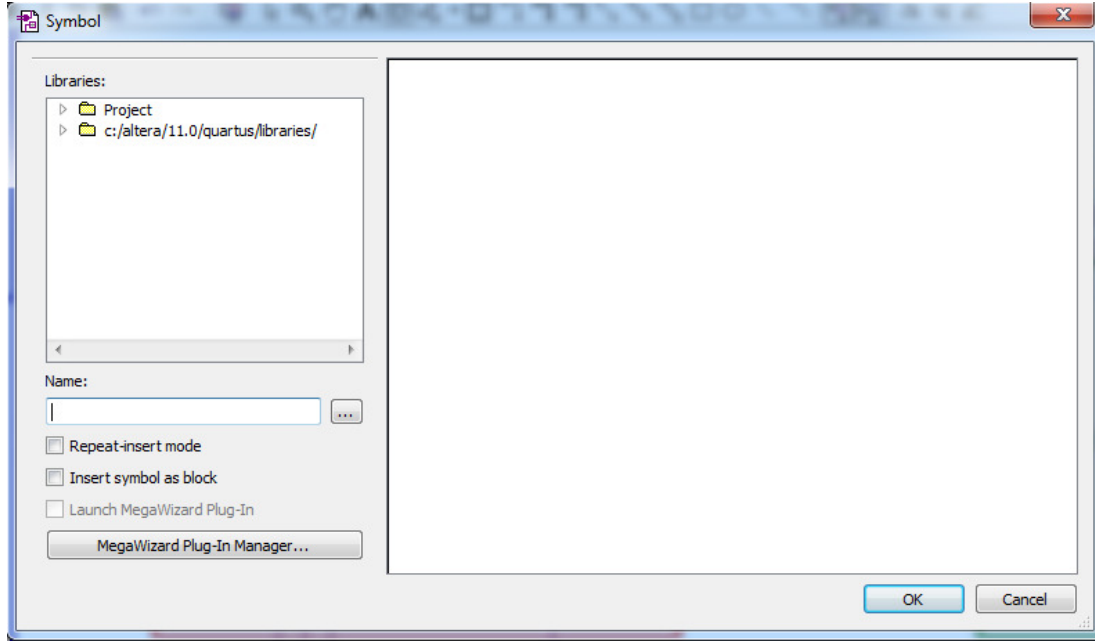 Symbol
Libraries:
Project
c:/altera/11.0/quartus/libraries/
Name:
...
Repeat-insert mode
Insert symbol as block
Launch MegaWizard Plug-In
MegaWizard Plug-In Manager...
OK Cancel